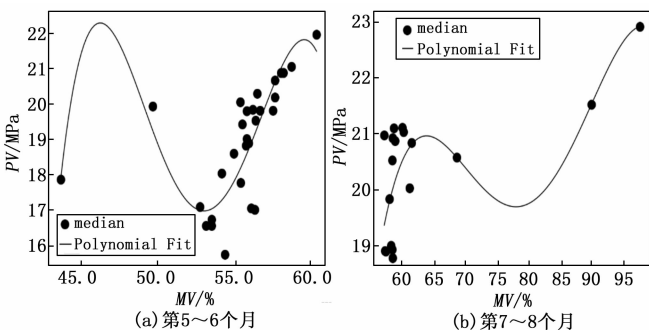 22
21
20
19
18
17
16
PV/MPa
median
Polynomial Fit
45.0 50.0 55.0 60.0
MV/%
(a)第5～6个月
23
22
21
20
19
PV/MPa
median
Polynomial Fit
60 65 70 75 80 85 90 95
MV/%
(b)第7～8个月